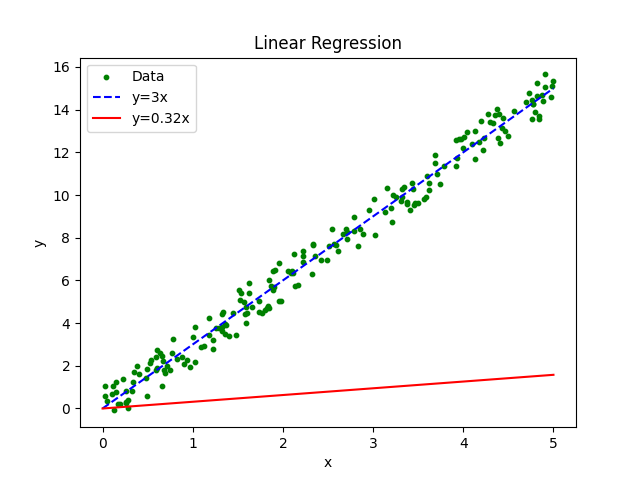 Linear Regression
Data
y=3x
y=0.32x
16
14
12
10
8
6
4
2
0
y
0 1 2 3 4 5
x